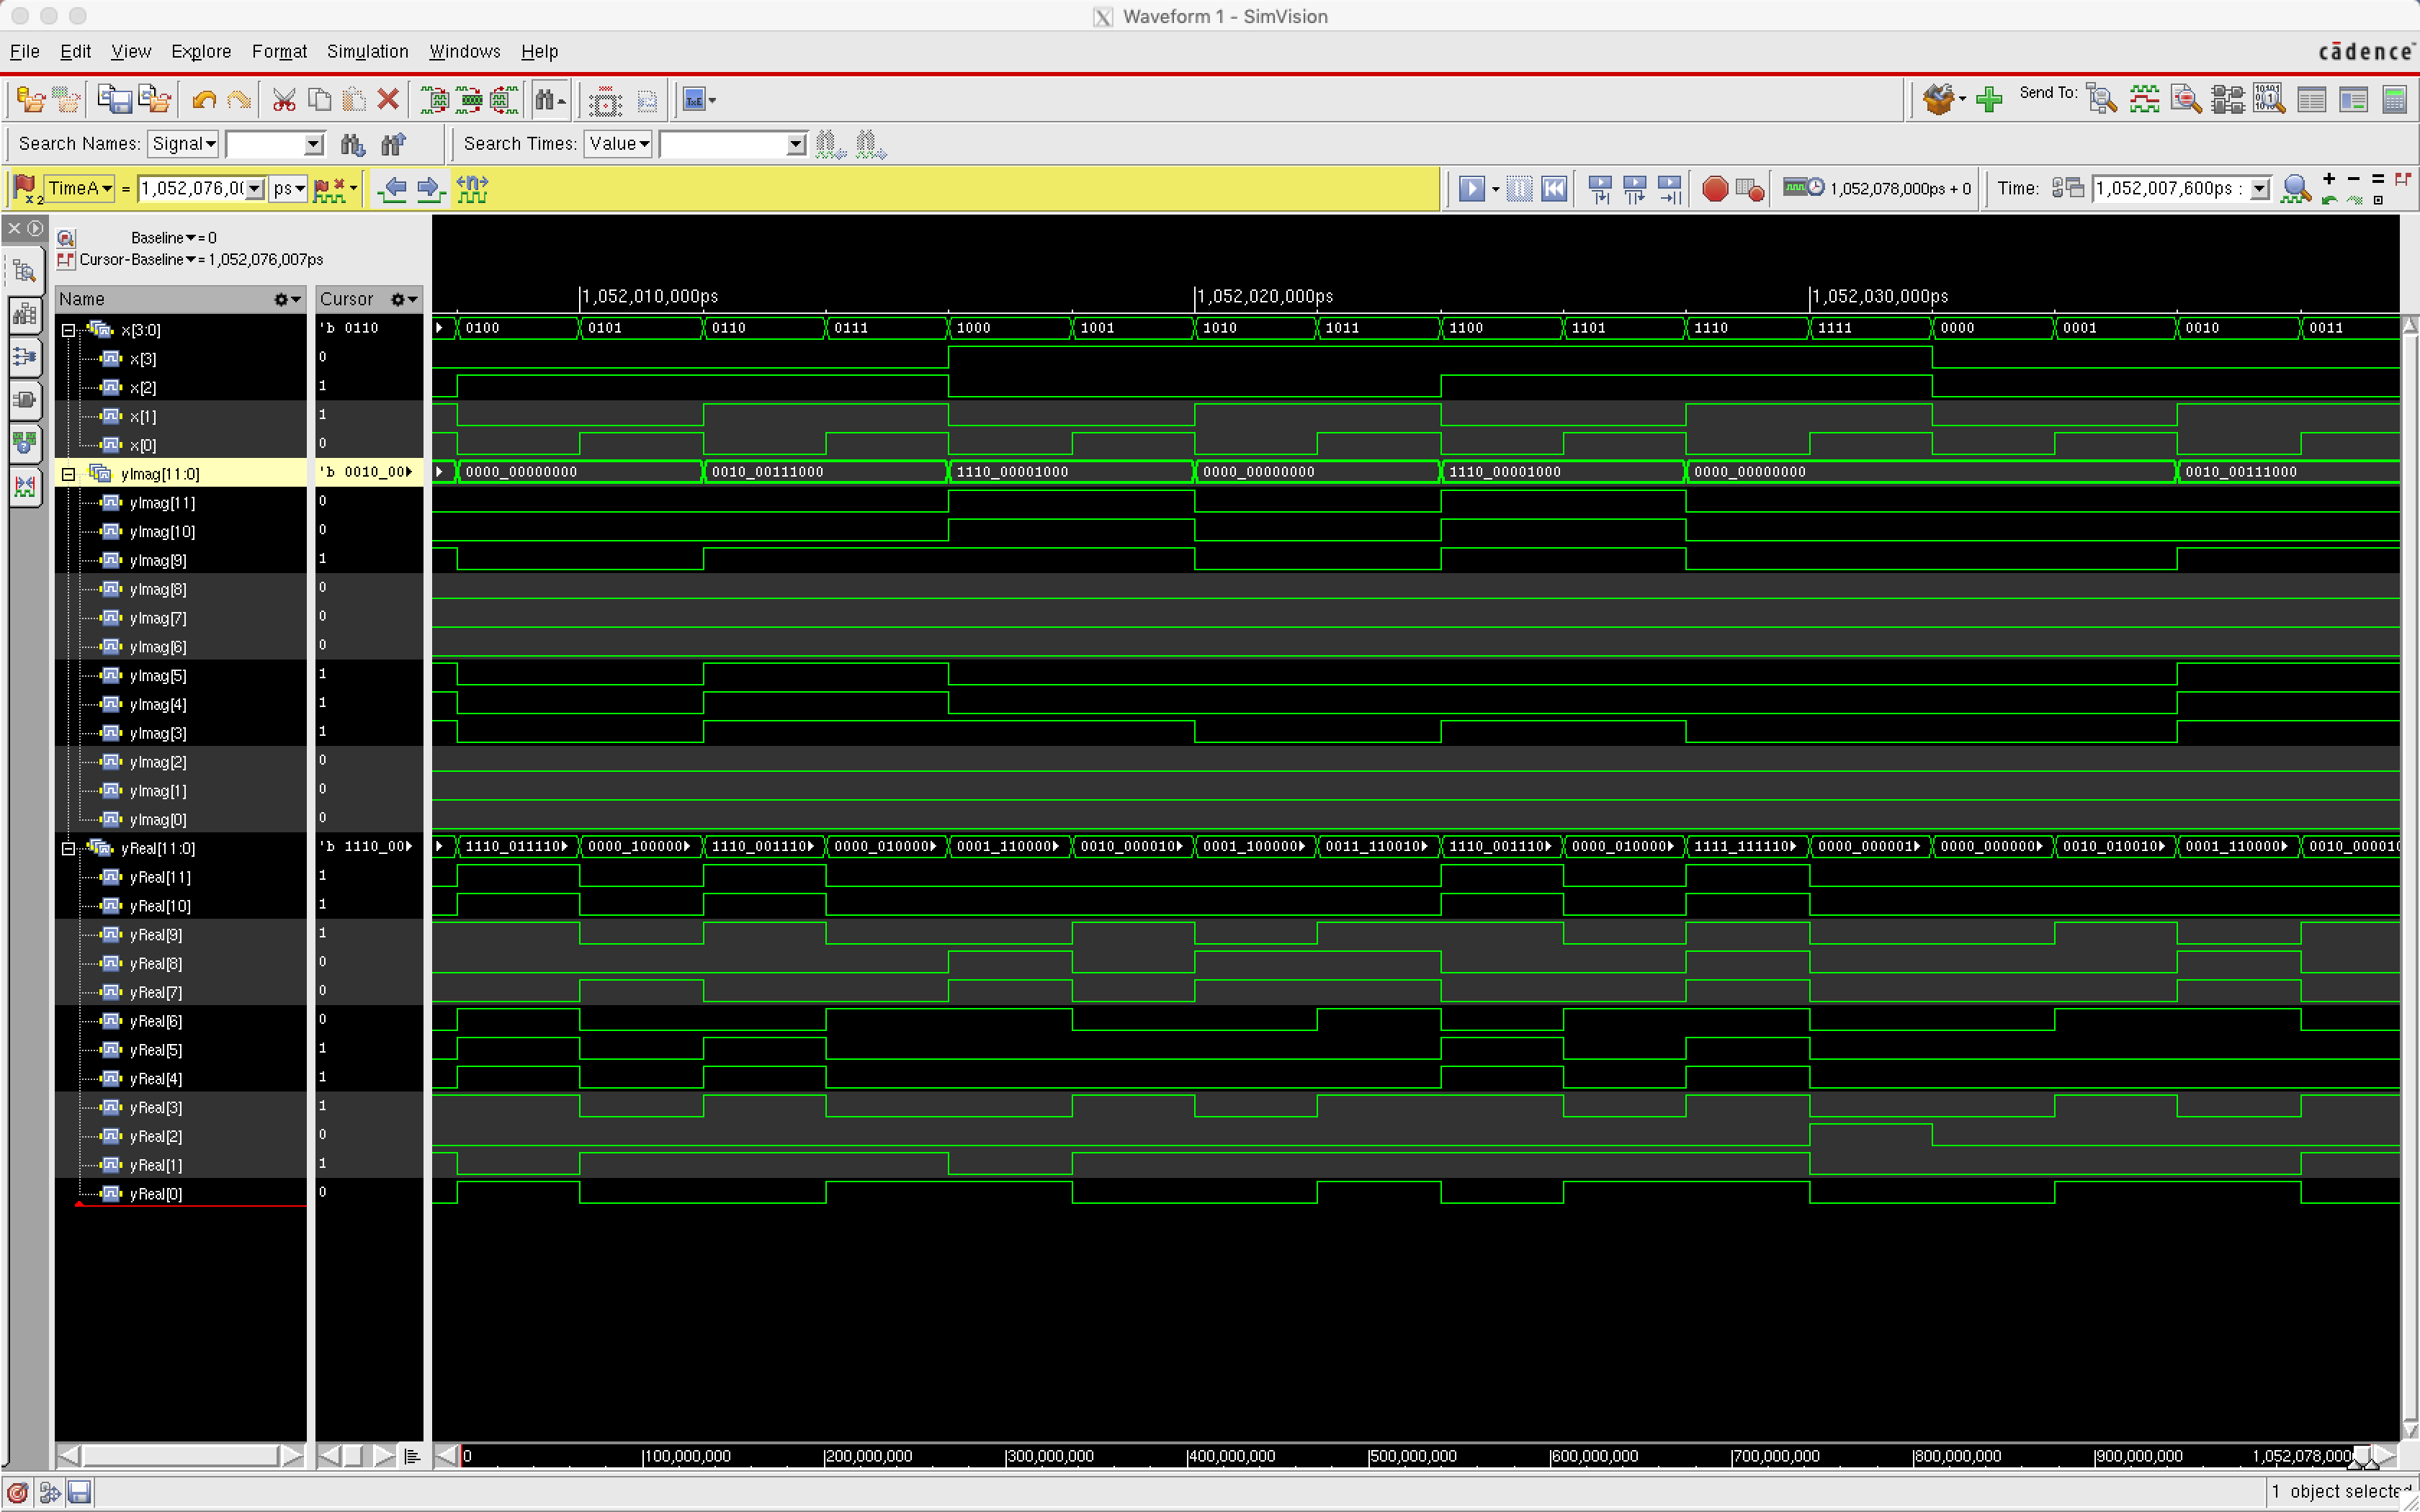 Waveform 1 - SimVision
File Edit View Explore Format Simulation Windows Help
cādence
Send To:
Search Names: Signal Search Times: Value
TimeA = 1,052,076,0( ps 1,052,078,000ps + 0 Time: 1,052,007,600ps :
Baseline = 0
Cursor-Baseline = 1,052,076,007ps
Name Cursor 1,052,010,000ps 1,052,020,000ps 1,052,030,000ps
x[3:0] 'b 0110 0100 0101 0110 0111 1000 1001 1010 1011 1100 1101 1110 1111 0000 0001 0010 0011
x[3] 0
x[2] 1
x[1] 1
x[0] 0
yImag[11:0] 'b 0010_00 0000_00000000 0010_00111000 1110_00001000 0000_00000000 1110_00001000 0000_00000000 0010_00111000
yImag[11] 0
yImag[10] 0
yImag[9] 1
yImag[8] 0
yImag[7] 0
yImag[6] 0
yImag[5] 1
yImag[4] 1
yImag[3] 1
yImag[2] 0
yImag[1] 0
yImag[0] 0
yReal[11:0] 'b 1110_00 1110_011110 0000_100000 1110_001110 0000_010000 0001_110000 0010_000010 0001_100000 0011_110010 1110_001110 0000_010000 1111_111110 0000_000001 0000_000000 0010_010010 0001_110000 0010_000010
yReal[11] 1
yReal[10] 1
yReal[9] 1
yReal[8] 0
yReal[7] 0
yReal[6] 0
yReal[5] 1
yReal[4] 1
yReal[3] 1
yReal[2] 0
yReal[1] 1
yReal[0] 0
0 100,000,000 200,000,000 300,000,000 400,000,000 500,000,000 600,000,000 700,000,000 800,000,000 900,000,000 1,052,078,000
1 object selected